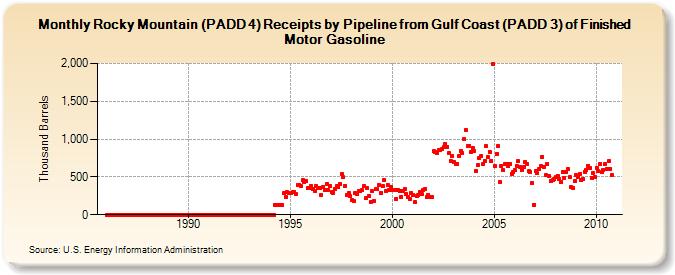 Monthly Rocky Mountain (PADD 4) Receipts by Pipeline from Gulf Coast (PADD 3) of Finished
Motor Gasoline
Thousand Barrels
2,000
1,500
1,000
500
0
1990
1995
2000
2005
2010
Source: U.S. Energy Information Administration